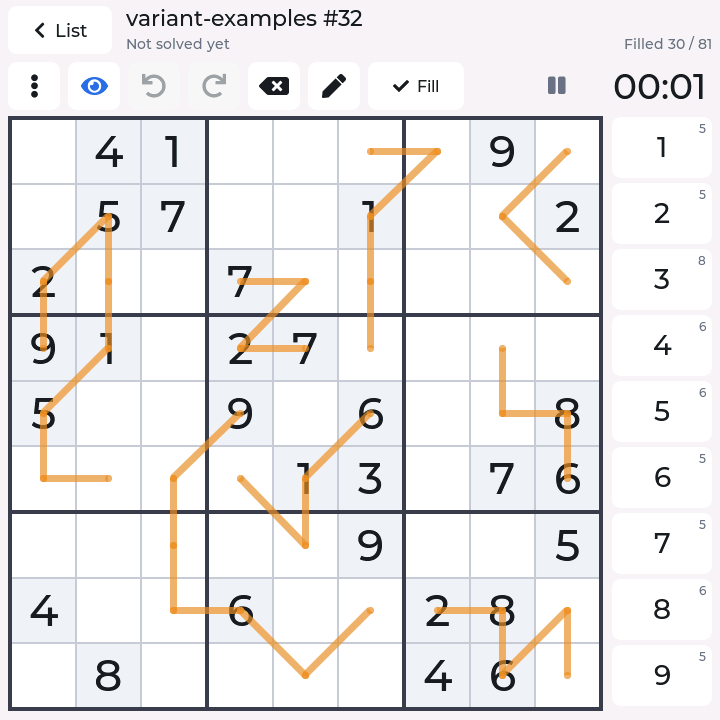 List
variant-examples #32
Not solved yet
Filled 30 / 81
Fill
00:01
4 1 9
5 7 1 2
2 7
9 1 2 7
5 9 6 8
1 3 7 6
9 5
4 6 2 8
8 4 6
1 5
2 5
3 8
4 6
5 6
6 5
7 5
8 6
9 5